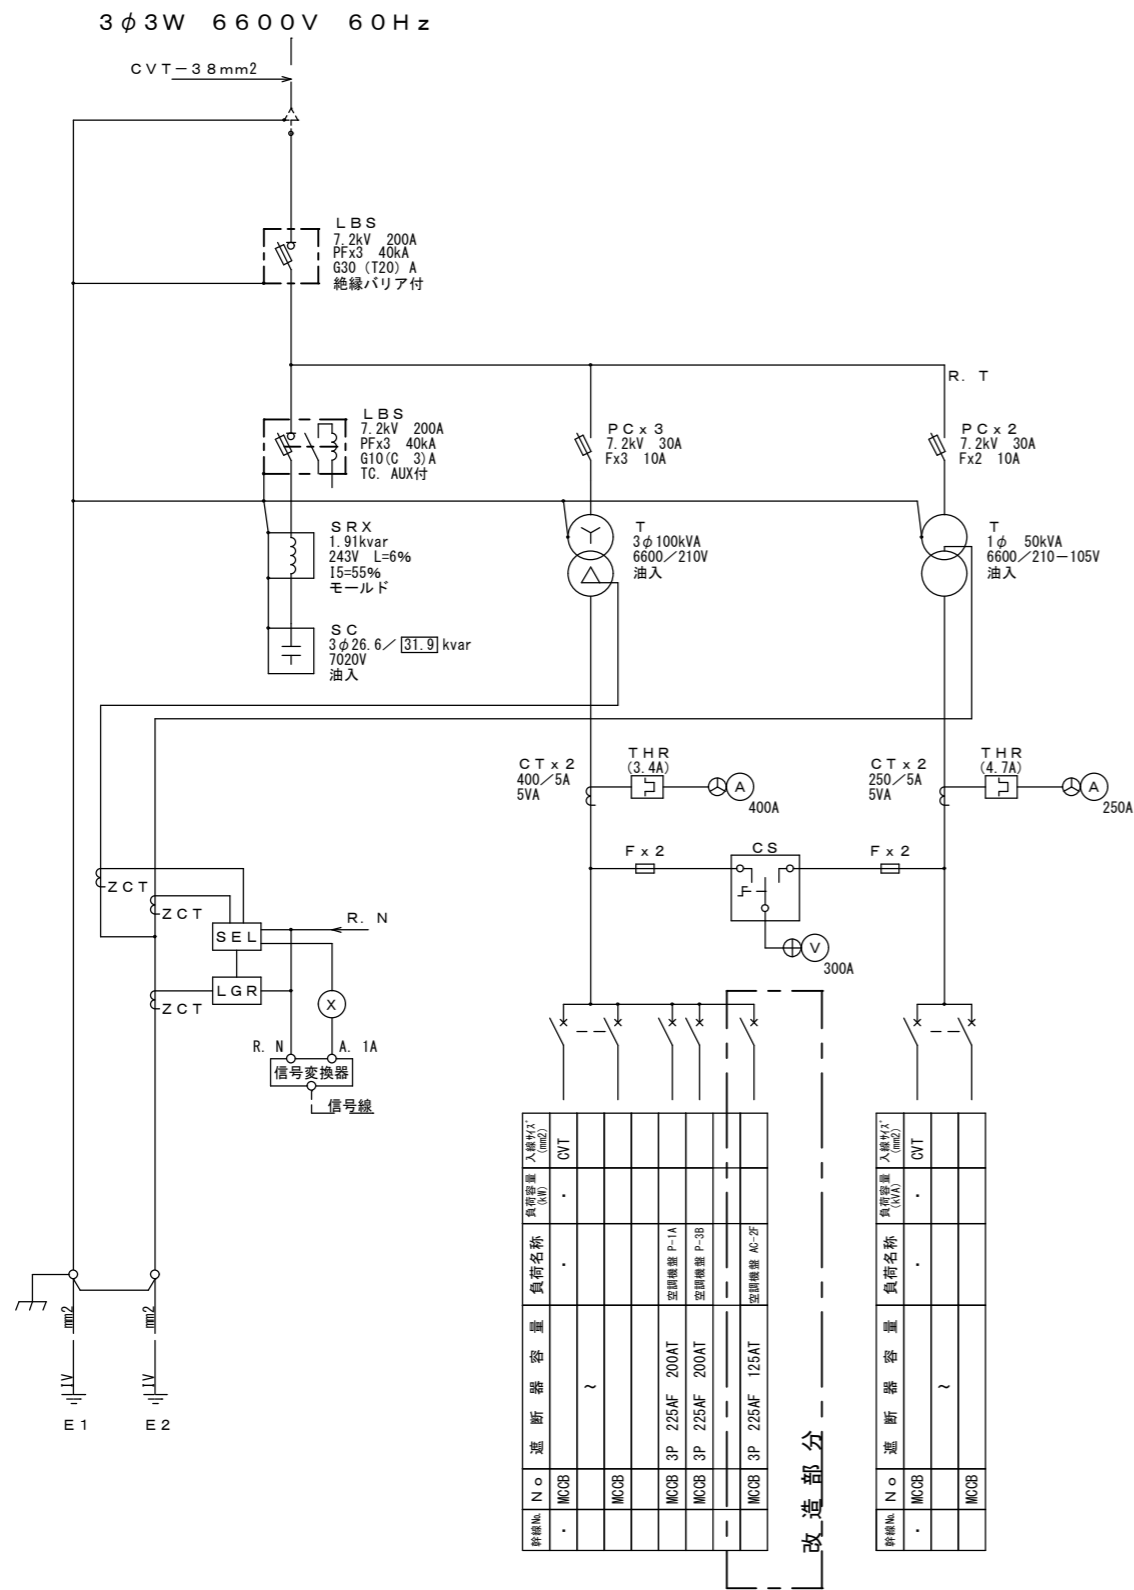 3φ3W 6600V 60Hz
CVT-38mm2
LBS
7.2kV 200A
PFx3 40kA
G30 (T20) A
絶縁バリア付
R. T
LBS
7.2kV 200A
PFx3 40kA
G10(C 3)A
TC. AUX付
PCx3
7.2kV 30A
Fx3 10A
PCx2
7.2kV 30A
Fx2 10A
SRX
1.91kvar
243V L=6%
I5=55%
モールド
T
3φ100kVA
6600/210V
油入
T
1φ 50kVA
6600/210-105V
油入
SC
3φ26.6/31.9 kvar
7020V
油入
CTx2
400/5A
5VA
THR
(3.4A)
A
400A
CTx2
250/5A
5VA
THR
(4.7A)
A
250A
Fx2
CS
Fx2
V
300A
ZCT
ZCT
SEL
R. N
LGR
ZCT
X
R. N
A. 1A
信号変換器
信号線
mm2
mm2
IV
IV
E1
E2
幹線No. No 遮断器容量 負荷名称 負荷容量(kW) 入線サイズ(mm2)
・ MCCB ・ ・ CVT
~
MCCB
MCCB 3P 225AF 200AT 空調機盤 P-1A
MCCB 3P 225AF 200AT 空調機盤 P-3B
MCCB 3P 225AF 125AT 空調機盤 AC-2F
改造部分
幹線No. No 遮断器容量 負荷名称 負荷容量(kVA) 入線サイズ(mm2)
・ MCCB ・ ・ CVT
~
MCCB